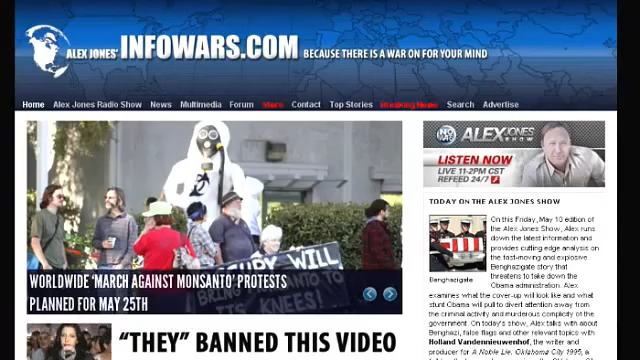 ALEX JONES' INFOWARS.COM BECAUSE THERE IS A WAR ON FOR YOUR MIND
Home Alex Jones Radio Show News Multimedia Forum Store Contact Top Stories Breaking News Search Advertise
WILL
WORLDWIDE ‘MARCH AGAINST MONSANTO’ PROTESTS
PLANNED FOR MAY 25TH
“THEY” BANNED THIS VIDEO
ALEX JONES
SHOW
LISTEN NOW
LIVE 11-2PM CST
REFEED 24/7
TODAY ON THE ALEX JONES SHOW
On this Friday, May 10 edition of
the Alex Jones Show, Alex runs
down the latest information and
provides cutting edge analysis on
the fast-moving and explosive
Benghazigate story that
threatens to take down the
Benghazigate
Obama administration. Alex
examines what the cover-up will look like and what
stunt Obama will pull to divert attention away from
the criminal activity and murderous complicity of the
government. On today's show, Alex talks with about
Benghazi, false flags and other relevant topics with
Holland Vandennieuwenhof, the writer and
producer for A Noble Lie: Oklahoma City 1995, a